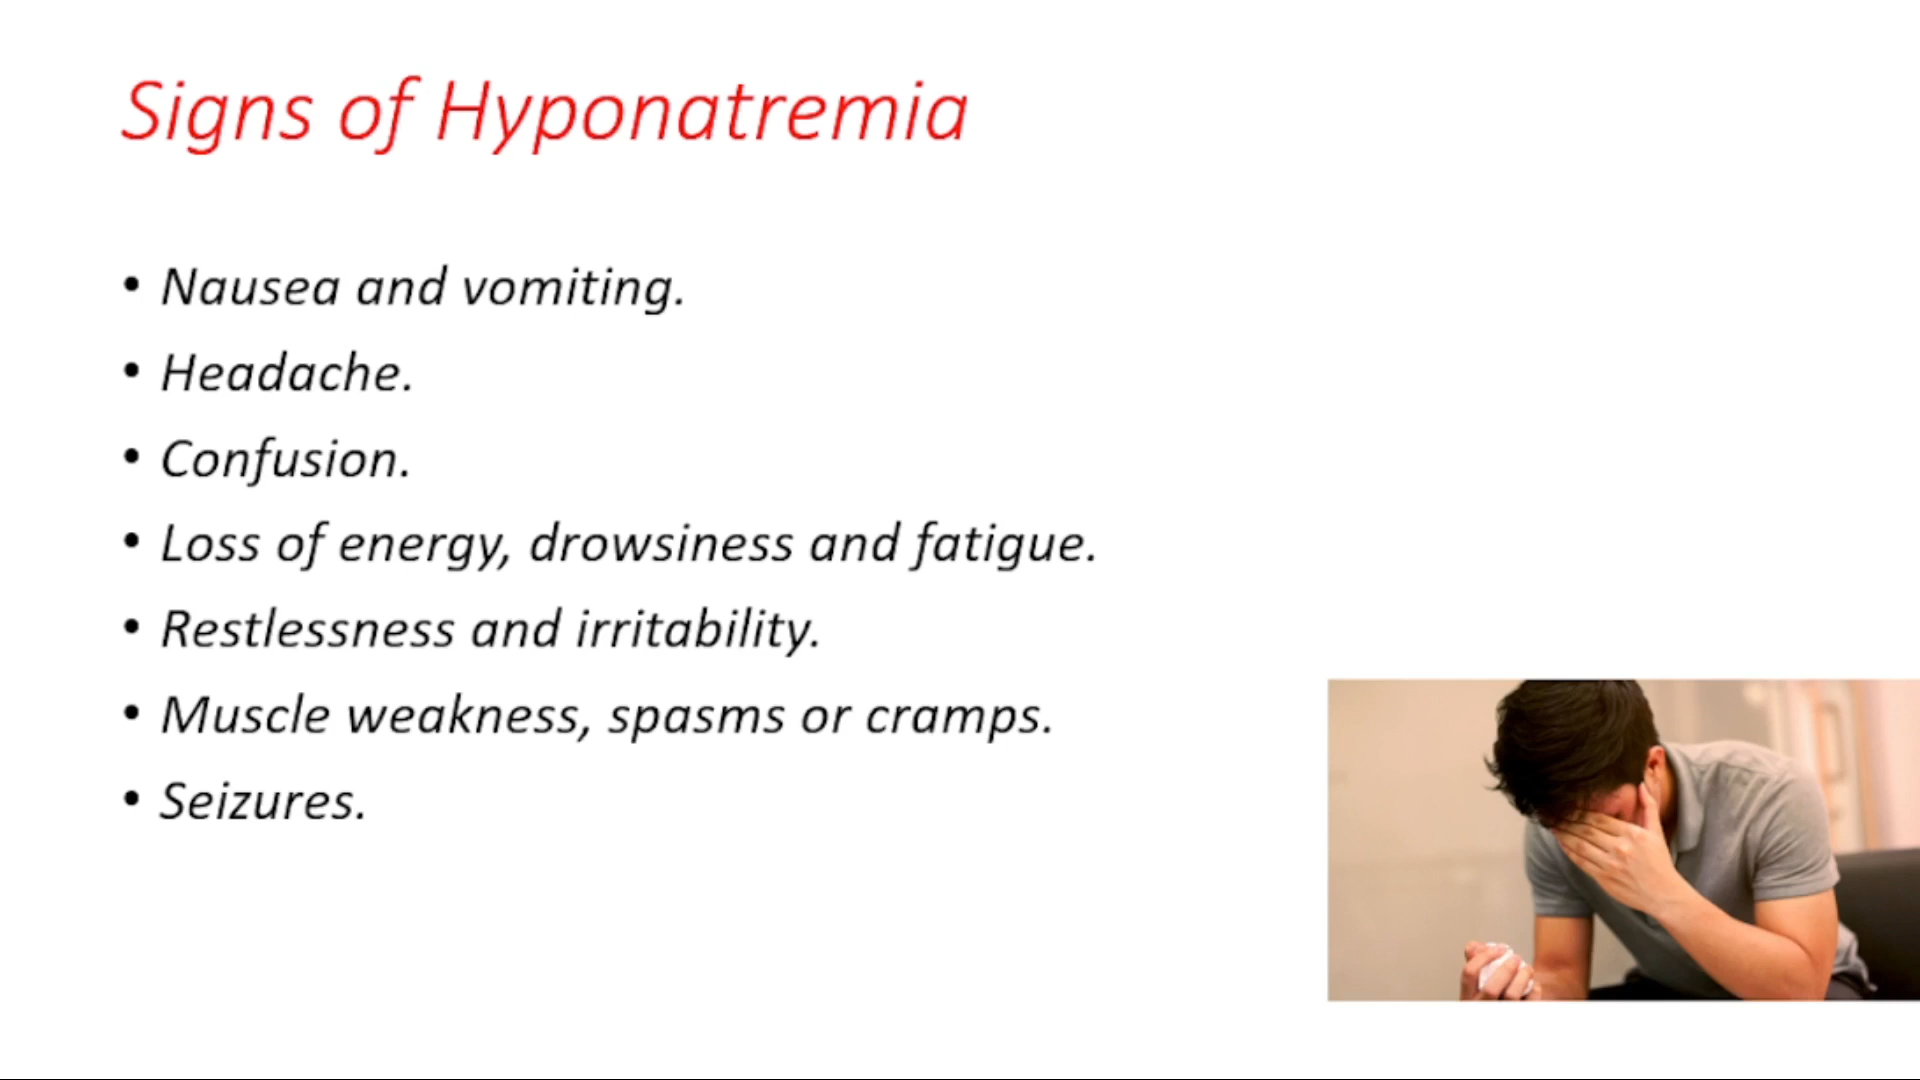 Signs of Hyponatremia
• Nausea and vomiting.
• Headache.
• Confusion.
• Loss of energy, drowsiness and fatigue.
• Restlessness and irritability.
• Muscle weakness, spasms or cramps.
• Seizures.